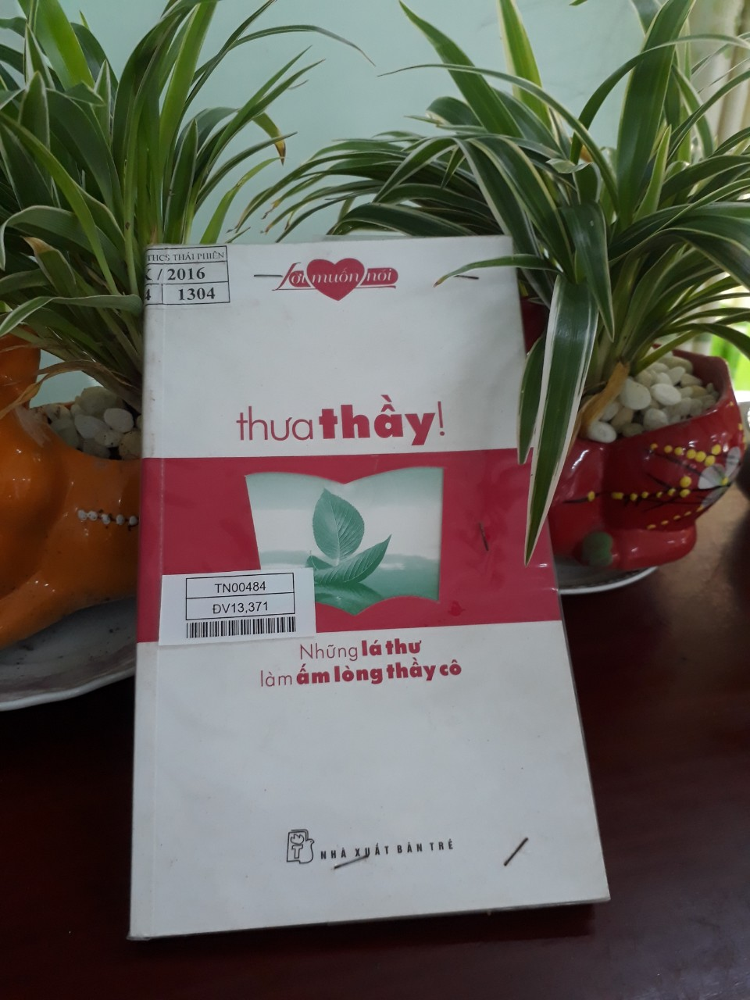 THCS THÁI PHIÊN
K / 2016
4 1304
Lời muốn nói
thưa thầy!
TN00484
ĐV13,371
Những lá thư
làm ấm lòng thầy cô
NHÀ XUẤT BẢN TRẺ